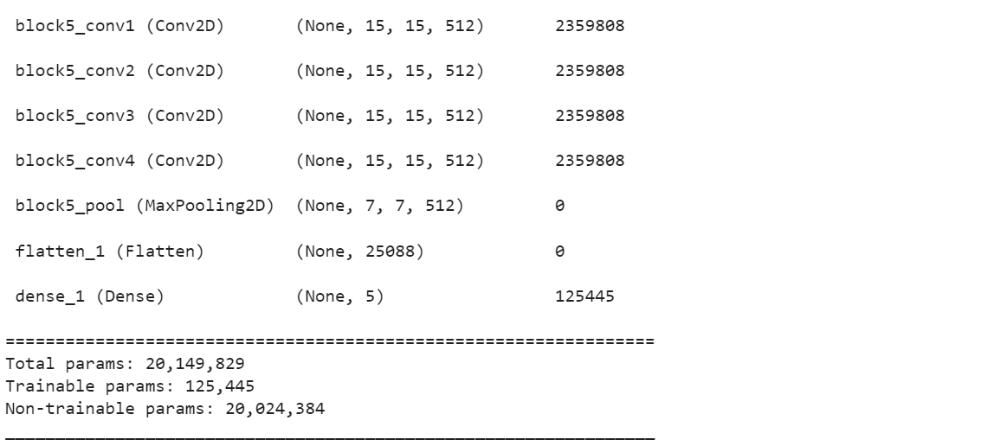 block5_conv1 (Conv2D) (None, 15, 15, 512) 2359808
block5_conv2 (Conv2D) (None, 15, 15, 512) 2359808
block5_conv3 (Conv2D) (None, 15, 15, 512) 2359808
block5_conv4 (Conv2D) (None, 15, 15, 512) 2359808
block5_pool (MaxPooling2D) (None, 7, 7, 512) 0
flatten_1 (Flatten) (None, 25088) 0
dense_1 (Dense) (None, 5) 125445
=================================================================
Total params: 20,149,829
Trainable params: 125,445
Non-trainable params: 20,024,384
_________________________________________________________________